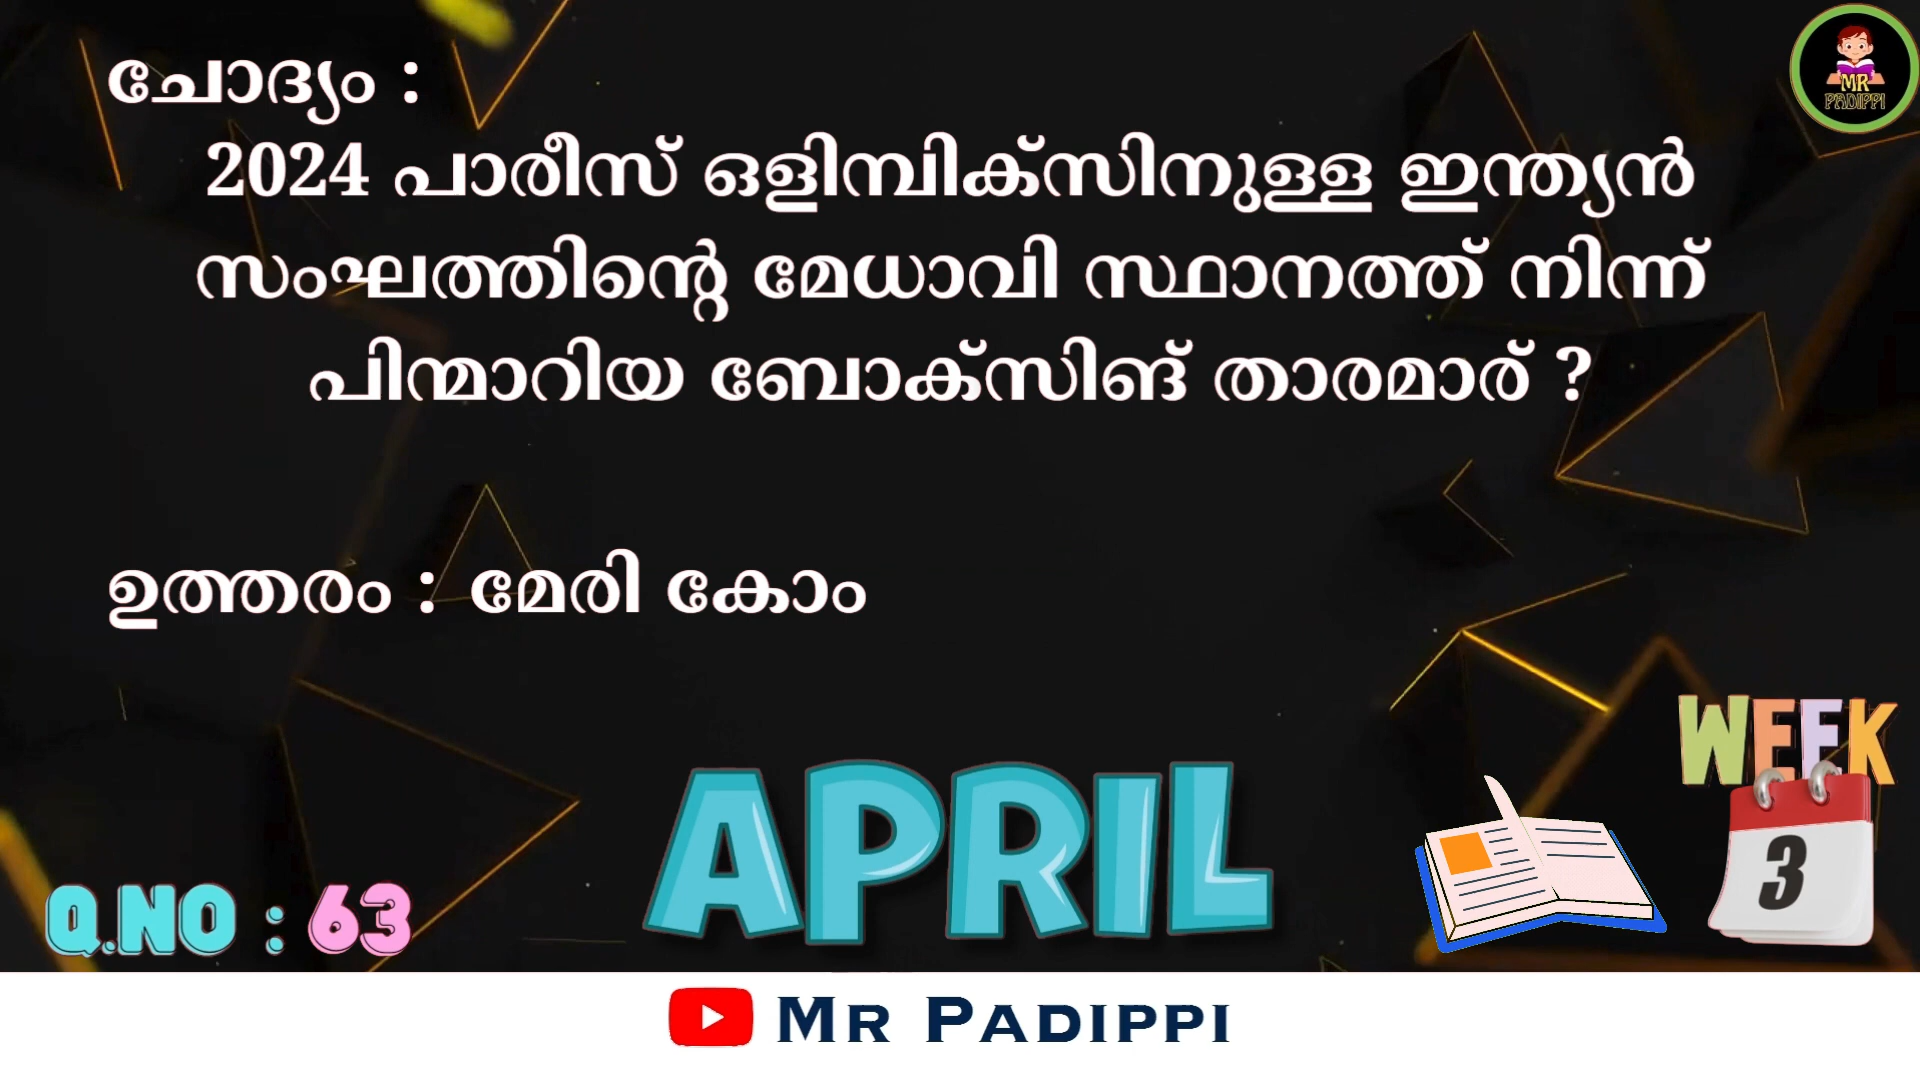 ചോദ്യം :
2024 പാരീസ് ഒളിമ്പിക്സിനുള്ള ഇന്ത്യൻ
സംഘത്തിന്റെ മേധാവി സ്ഥാനത്ത് നിന്ന്
പിന്മാറിയ ബോക്സിങ് താരമാര് ?
ഉത്തരം : മേരി കോം
APRIL
WEEK
3
Q.NO : 63
MR PADIPPI
MR
PADIPPI